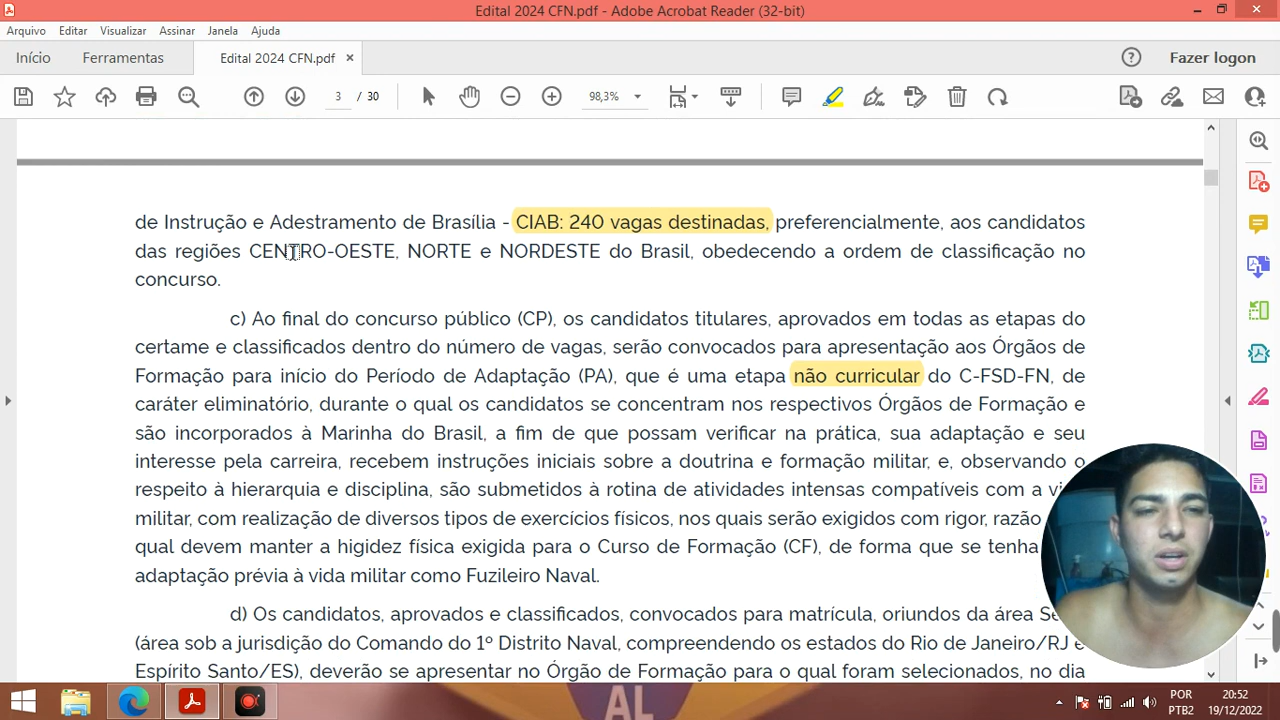 Edital 2024 CFN.pdf - Adobe Acrobat Reader (32-bit)
Arquivo Editar Visualizar Assinar Janela Ajuda
Início Ferramentas Edital 2024 CFN.pdf × Fazer logon
3 / 30 98,3%
de Instrução e Adestramento de Brasília - CIAB: 240 vagas destinadas, preferencialmente, aos candidatos
das regiões CENTRO-OESTE, NORTE e NORDESTE do Brasil, obedecendo a ordem de classificação no
concurso.
c) Ao final do concurso público (CP), os candidatos titulares, aprovados em todas as etapas do
certame e classificados dentro do número de vagas, serão convocados para apresentação aos Órgãos de
Formação para início do Período de Adaptação (PA), que é uma etapa não curricular do C-FSD-FN, de
caráter eliminatório, durante o qual os candidatos se concentram nos respectivos Órgãos de Formação e
são incorporados à Marinha do Brasil, a fim de que possam verificar na prática, sua adaptação e seu
interesse pela carreira, recebem instruções iniciais sobre a doutrina e formação militar, e, observando o
respeito à hierarquia e disciplina, são submetidos à rotina de atividades intensas compatíveis com a
militar, com realização de diversos tipos de exercícios físicos, nos quais serão exigidos com rigor, razão
qual devem manter a higidez física exigida para o Curso de Formação (CF), de forma que se tenha
adaptação prévia à vida militar como Fuzileiro Naval.
d) Os candidatos, aprovados e classificados, convocados para matrícula, oriundos da área
(área sob a jurisdição do Comando do 1º Distrito Naval, compreendendo os estados do Rio de Janeiro/RJ e
Espírito Santo/ES), deverão se apresentar no Órgão de Formação para o qual foram selecionados, no dia
AL
POR
PTB2
20:52
19/12/2022